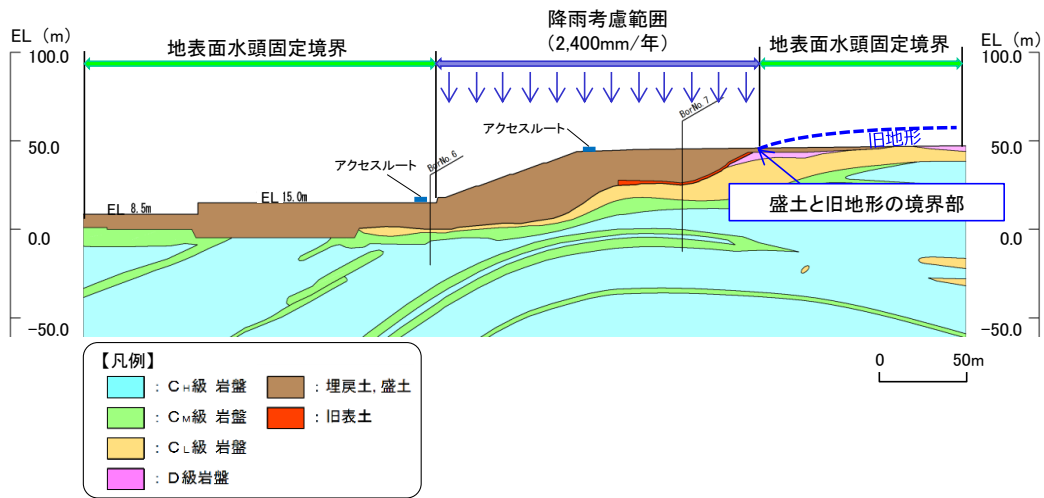 降雨考慮範囲
（2,400mm/年）
EL（m）
地表面水頭固定境界
地表面水頭固定境界
EL（m）
100.0
100.0
BorNo.7
アクセスルート
50.0
旧地形
50.0
アクセスルート
BorNo.6
盛土と旧地形の境界部
EL 8.5m
EL 15.0m
0.0
0.0
-50.0
-50.0
【凡例】
：CH級 岩盤
：埋戻土，盛土
：CM級 岩盤
：旧表土
：CL級 岩盤
：D級岩盤
0
50m